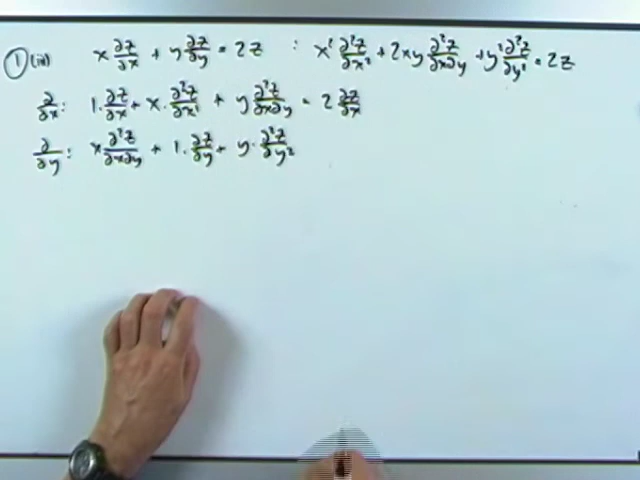 ① (iii) x ∂z/∂x + y ∂z/∂y = 2z : x² ∂²z/∂x² + 2xy ∂²z/∂x∂y + y² ∂²z/∂y² = 2z
∂/∂x : 1 · ∂z/∂x + x · ∂²z/∂x² + y ∂²z/∂x∂y = 2 ∂z/∂x
∂/∂y : x ∂²z/∂x∂y + 1 · ∂z/∂y + y · ∂²z/∂y²